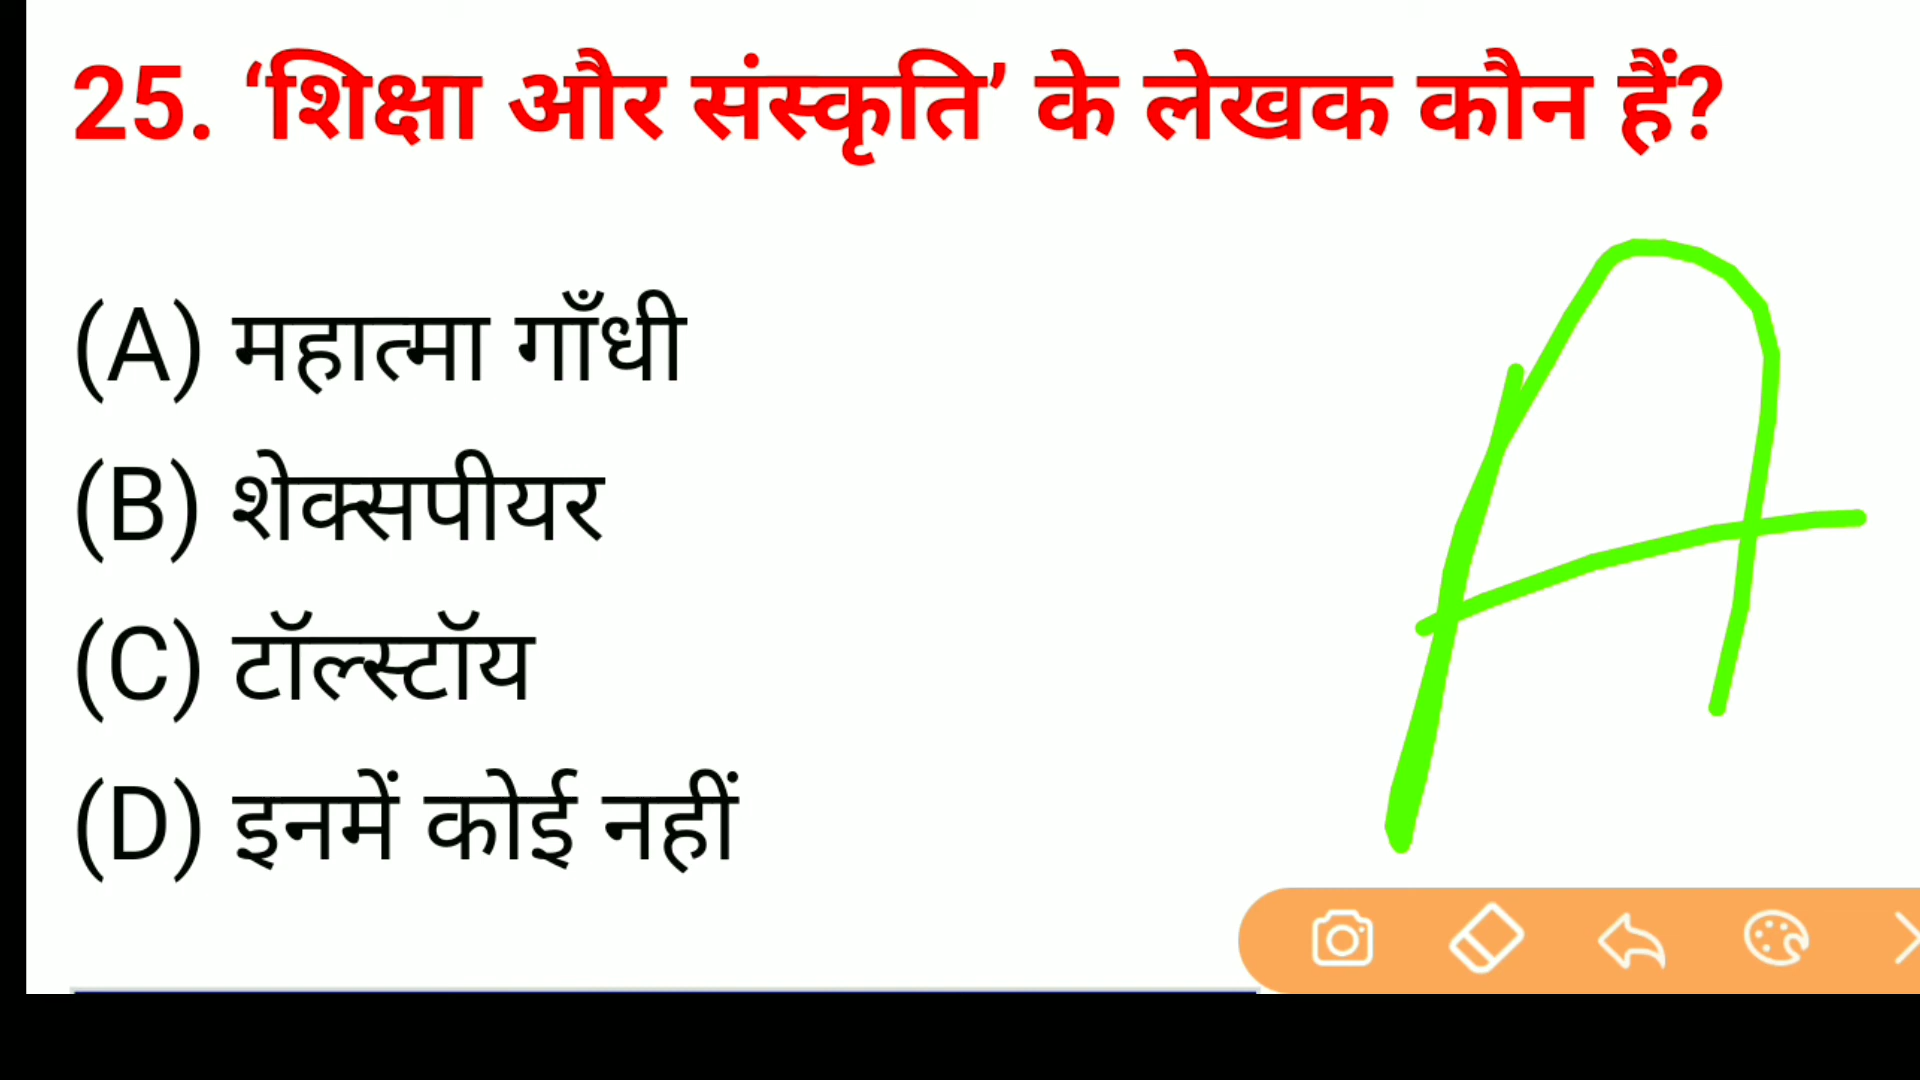 25. ‘शिक्षा और संस्कृति’ के लेखक कौन हैं?
(A) महात्मा गाँधी
(B) शेक्सपीयर
(C) टॉल्स्टॉय
(D) इनमें कोई नहीं
A